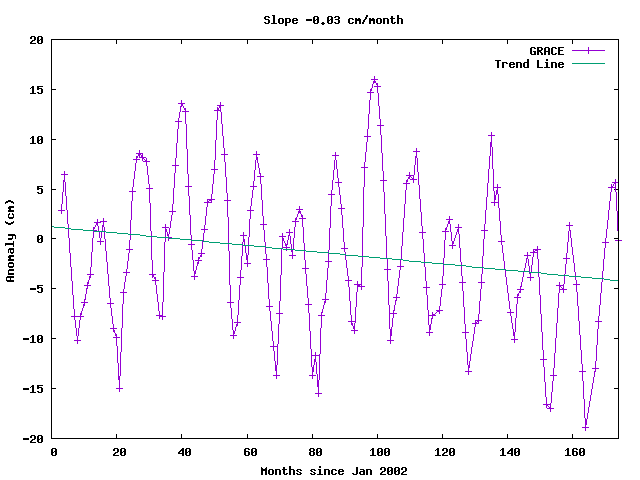 Slope -0.03 cm/month
GRACE
Trend Line
20
15
10
5
0
-5
-10
-15
-20
Anomaly (cm)
0 20 40 60 80 100 120 140 160
Months since Jan 2002